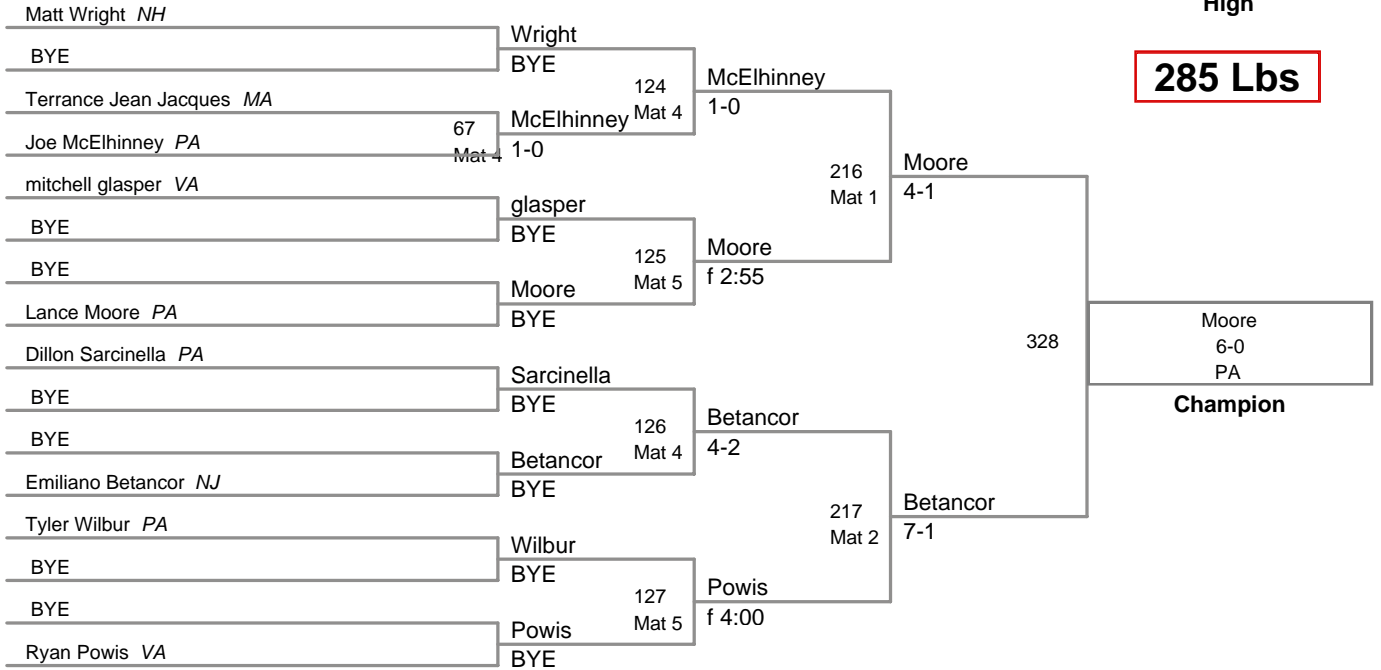 High
285 Lbs
Matt Wright NH
BYE
Terrance Jean Jacques MA
Joe McElhinney PA
mitchell glasper VA
BYE
BYE
Lance Moore PA
Dillon Sarcinella PA
BYE
BYE
Emiliano Betancor NJ
Tyler Wilbur PA
BYE
BYE
Ryan Powis VA
Wright
BYE
67
Mat 4
McElhinney
1-0
glasper
BYE
Moore
BYE
Sarcinella
BYE
Betancor
BYE
Wilbur
BYE
Powis
BYE
124
Mat 4
McElhinney
1-0
125
Mat 5
Moore
f 2:55
126
Mat 4
Betancor
4-2
127
Mat 5
Powis
f 4:00
216
Mat 1
Moore
4-1
217
Mat 2
Betancor
7-1
328
Moore
6-0
PA
Champion